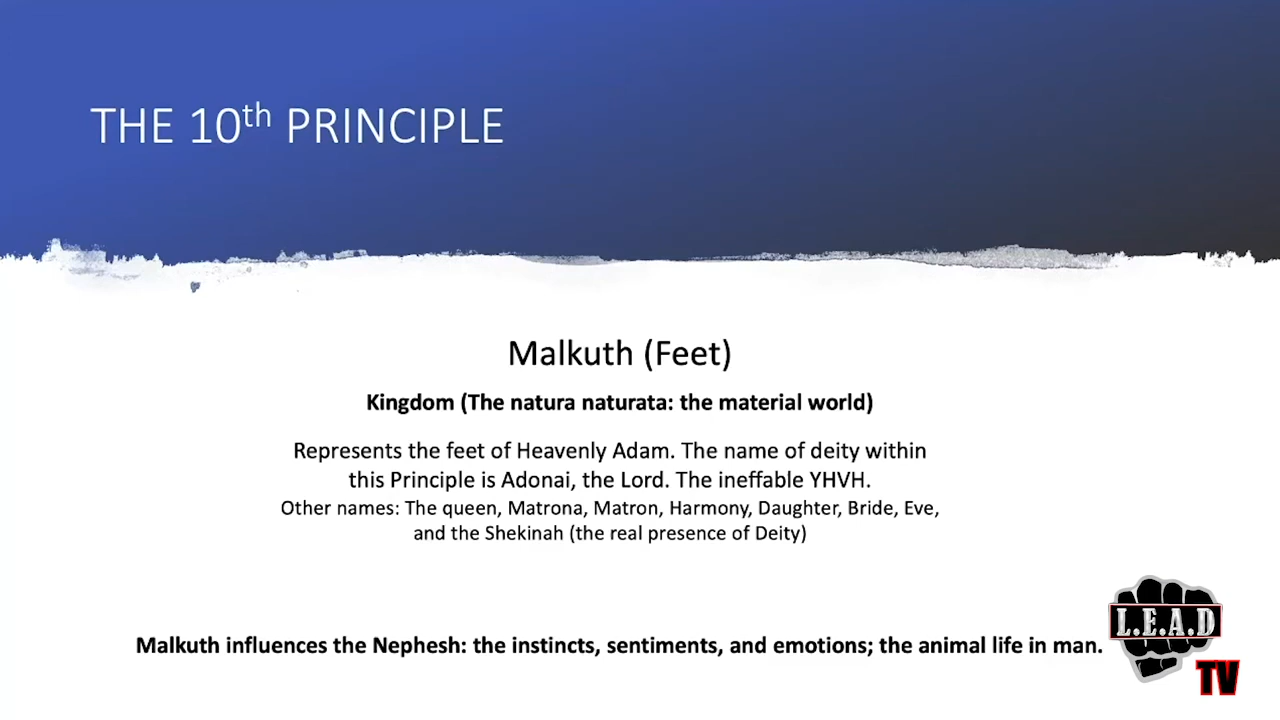 THE 10th PRINCIPLE
Malkuth (Feet)
Kingdom (The natura naturata: the material world)
Represents the feet of Heavenly Adam. The name of deity within
this Principle is Adonai, the Lord. The ineffable YHVH.
Other names: The queen, Matrona, Matron, Harmony, Daughter, Bride, Eve,
and the Shekinah (the real presence of Deity)
Malkuth influences the Nephesh: the instincts, sentiments, and emotions; the animal life in man.
L.E.A.D
TV